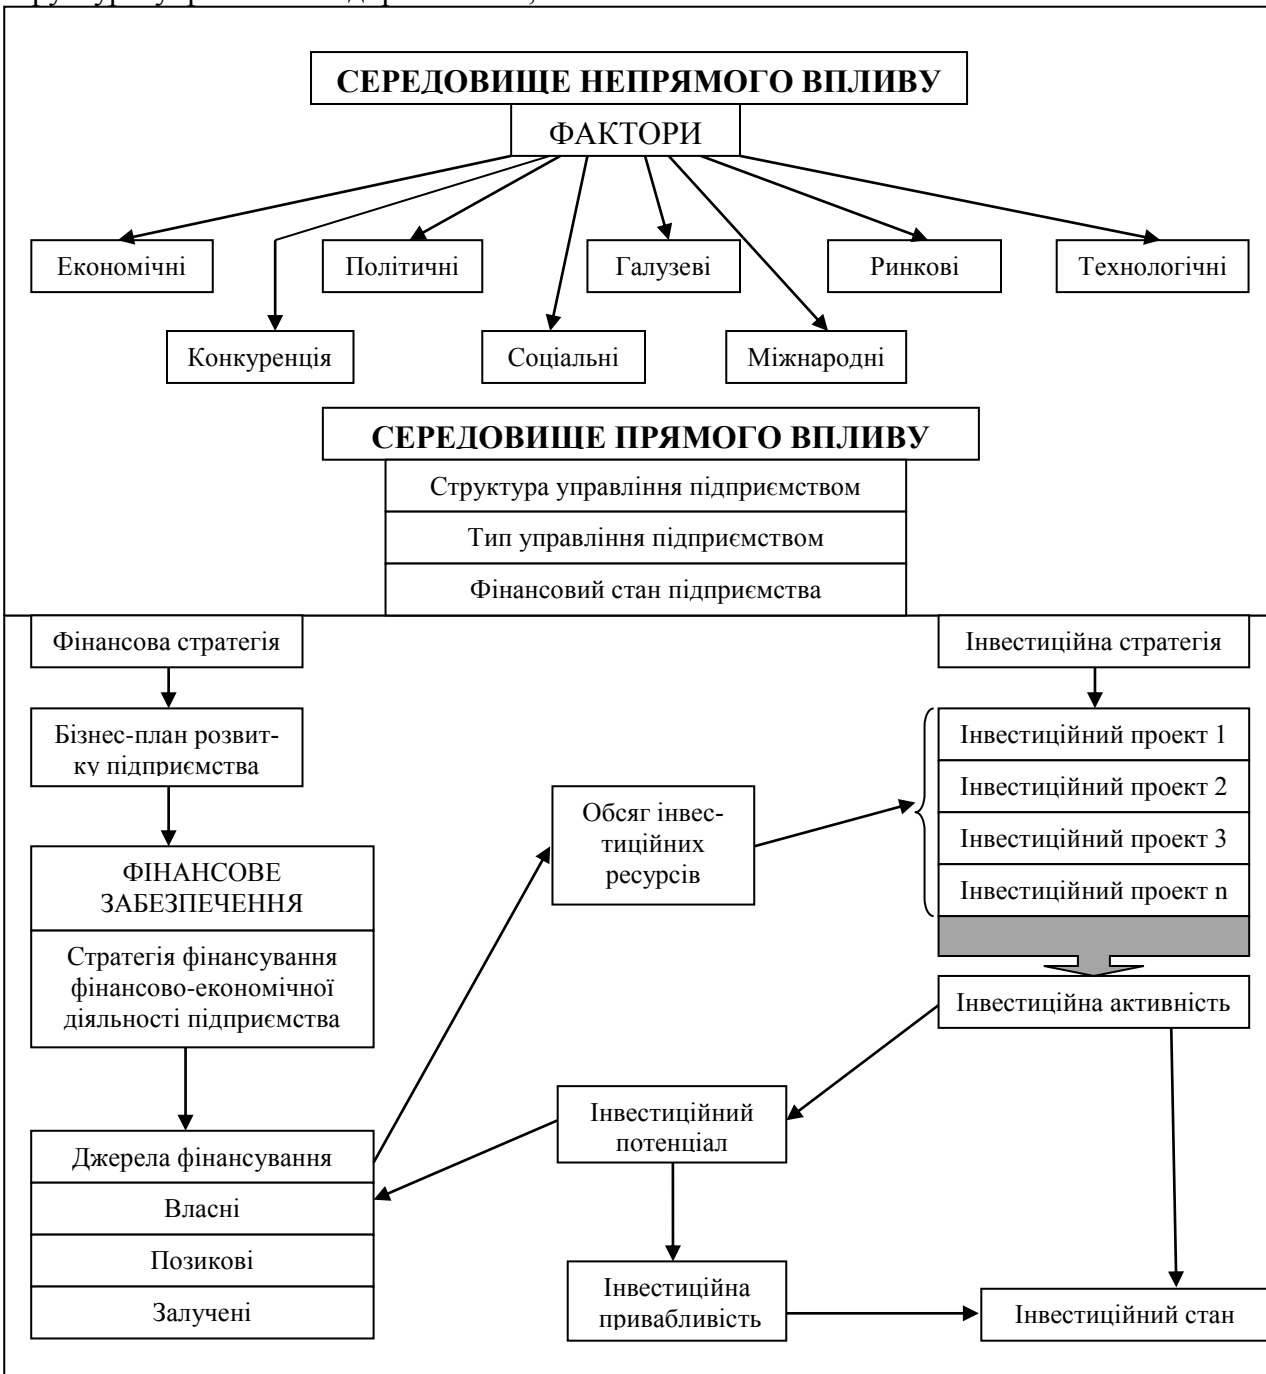 СЕРЕДОВИЩЕ НЕПРЯМОГО ВПЛИВУ
ФАКТОРИ
Економічні
Політичні
Галузеві
Ринкові
Технологічні
Конкуренція
Соціальні
Міжнародні
СЕРЕДОВИЩЕ ПРЯМОГО ВПЛИВУ
Структура управління підприємством
Тип управління підприємством
Фінансовий стан підприємства
Фінансова стратегія
Інвестиційна стратегія
Бізнес-план розвит-
ку підприємства
Інвестиційний проект 1
Інвестиційний проект 2
Інвестиційний проект 3
Інвестиційний проект n
Обсяг інвес-
тиційних
ресурсів
ФІНАНСОВЕ
ЗАБЕЗПЕЧЕННЯ
Стратегія фінансування
фінансово-економічної
діяльності підприємства
Інвестиційна активність
Інвестиційний
потенціал
Джерела фінансування
Власні
Позикові
Залучені
Інвестиційна
привабливість
Інвестиційний стан